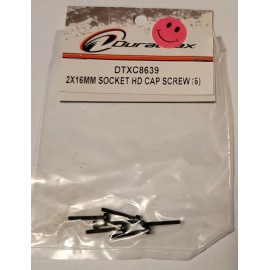 DuraTrax
DTXC8639
2X16MM SOCKET HD CAP SCREW (6)